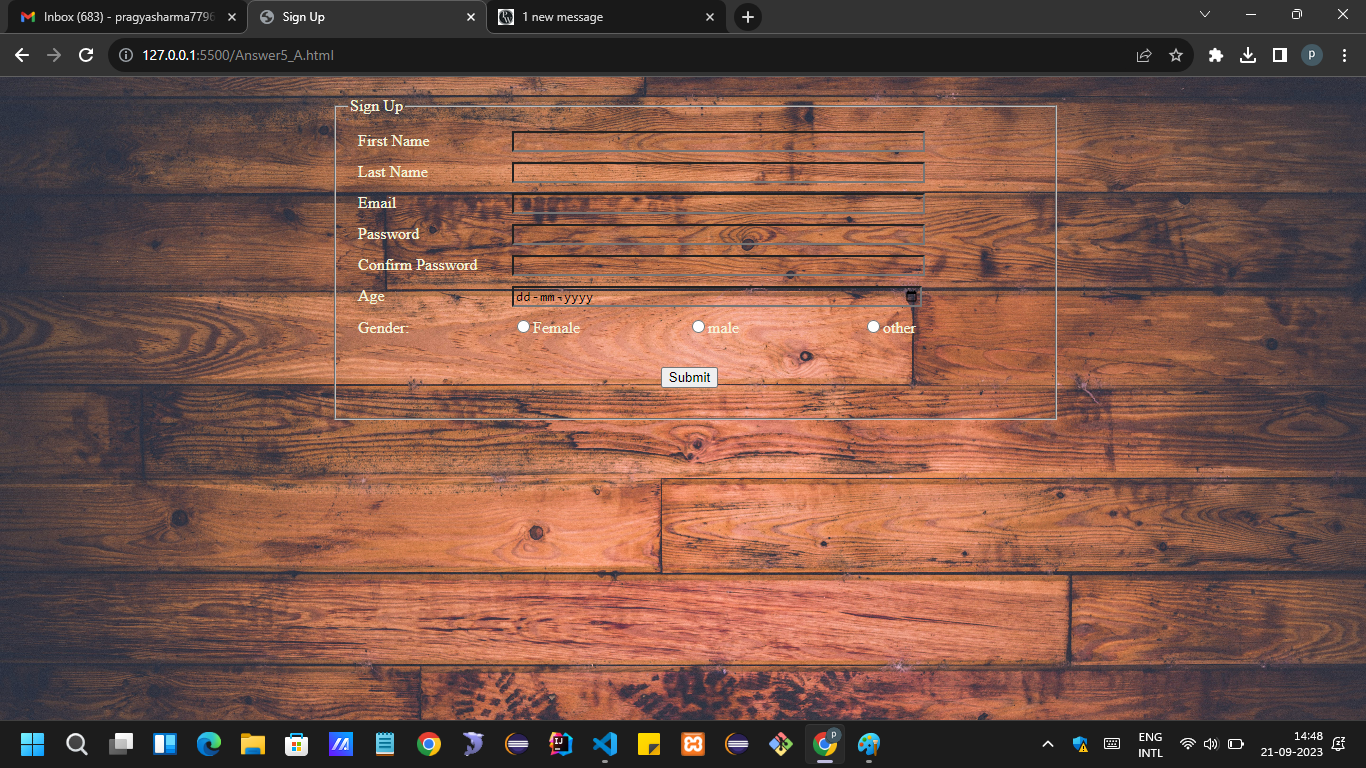 Inbox (683) - pragyasharma7796
Sign Up
1 new message
127.0.0.1:5500/Answer5_A.html
p
Sign Up
First Name
Last Name
Email
Password
Confirm Password
Age
dd-mm-yyyy
Gender:
Female
male
other
Submit
p
ENG
INTL
14:48
21-09-2023